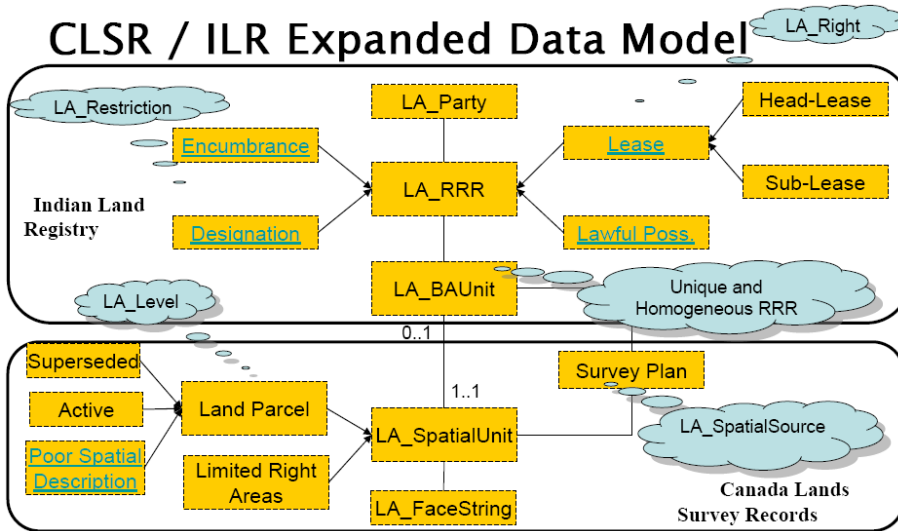 CLSR / ILR Expanded Data Model
LA_Right
LA_Restriction
LA_Party
Head-Lease
Encumbrance
Lease
LA_RRR
Sub-Lease
Indian Land
Registry
Designation
Lawful Poss.
LA_Level
LA_BAUnit
Unique and
Homogeneous RRR
0..1
Superseded
Survey Plan
1..1
Active
Land Parcel
LA_SpatialUnit
LA_SpatialSource
Poor Spatial
Description
Limited Right
Areas
LA_FaceString
Canada Lands
Survey Records